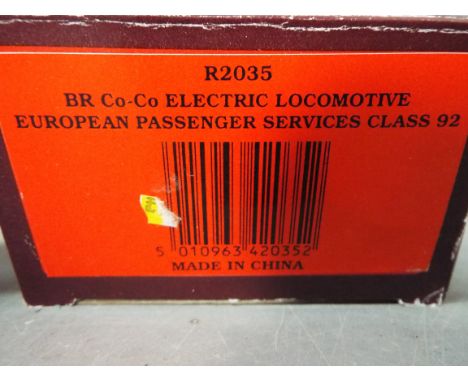 R2035
BR Co-Co ELECTRIC LOCOMOTIVE
EUROPEAN PASSENGER SERVICES CLASS 92
5 010963 420352
MADE IN CHINA